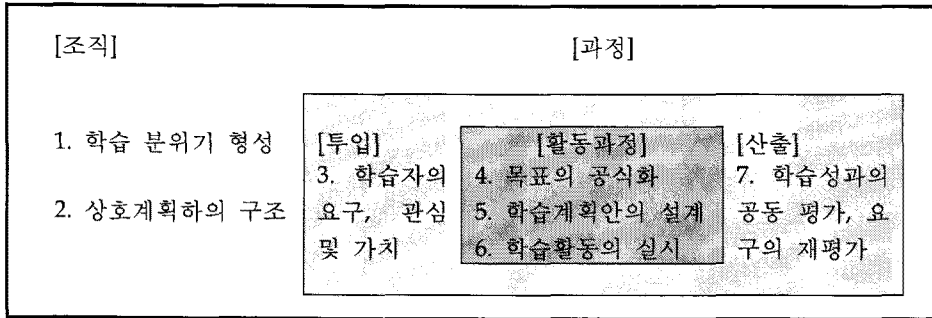 [조직] [과정]
1. 학습 분위기 형성
2. 상호계획하의 구조
[투입]
3. 학습자의
요구, 관심
및 가치
[활동과정]
4. 목표의 공식화
5. 학습계획안의 설계
6. 학습활동의 실시
[산출]
7. 학습성과의
공동 평가, 요
구의 재평가